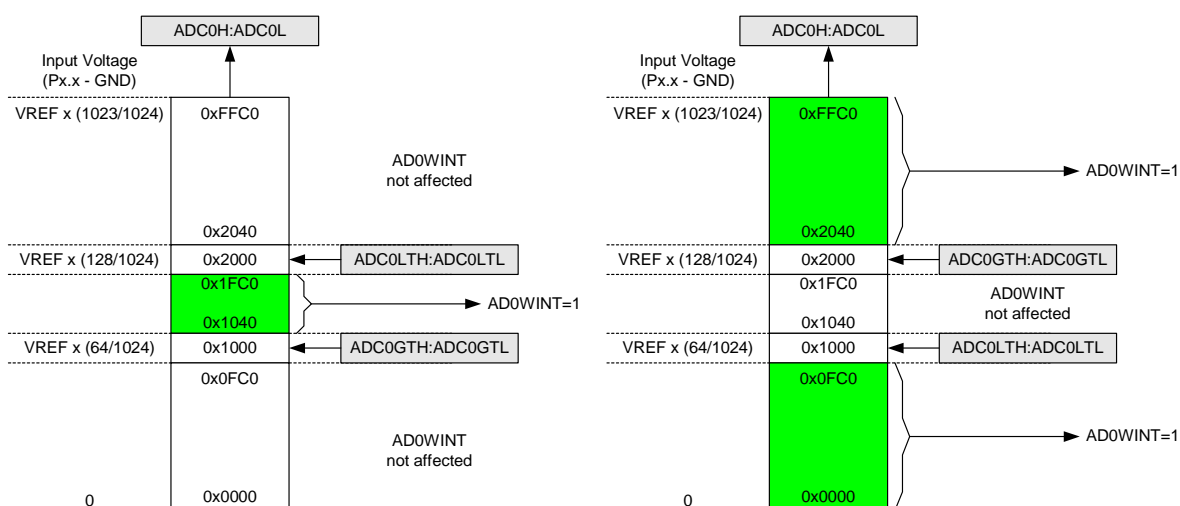 ADC0H:ADC0L
Input Voltage
(Px.x - GND)
VREF x (1023/1024)
0xFFC0
AD0WINT
not affected
0x2040
VREF x (128/1024)
0x2000
ADC0LTH:ADC0LTL
0x1FC0
AD0WINT=1
0x1040
VREF x (64/1024)
0x1000
ADC0GTH:ADC0GTL
0x0FC0
AD0WINT
not affected
0
0x0000
ADC0H:ADC0L
Input Voltage
(Px.x - GND)
VREF x (1023/1024)
0xFFC0
AD0WINT=1
0x2040
VREF x (128/1024)
0x2000
ADC0GTH:ADC0GTL
0x1FC0
AD0WINT
not affected
0x1040
VREF x (64/1024)
0x1000
ADC0LTH:ADC0LTL
0x0FC0
AD0WINT=1
0
0x0000